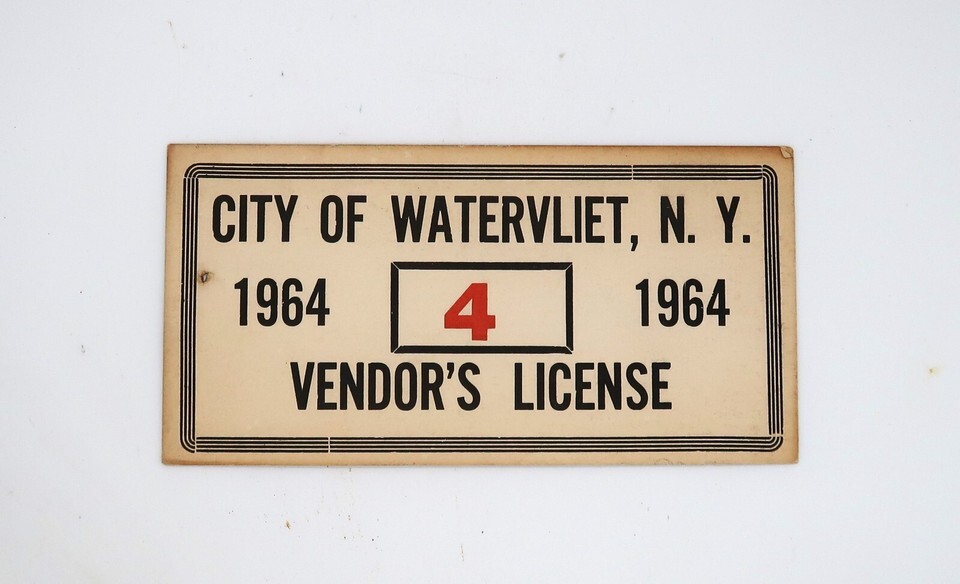 CITY OF WATERVLIET, N. Y.
1964 4 1964
VENDOR'S LICENSE